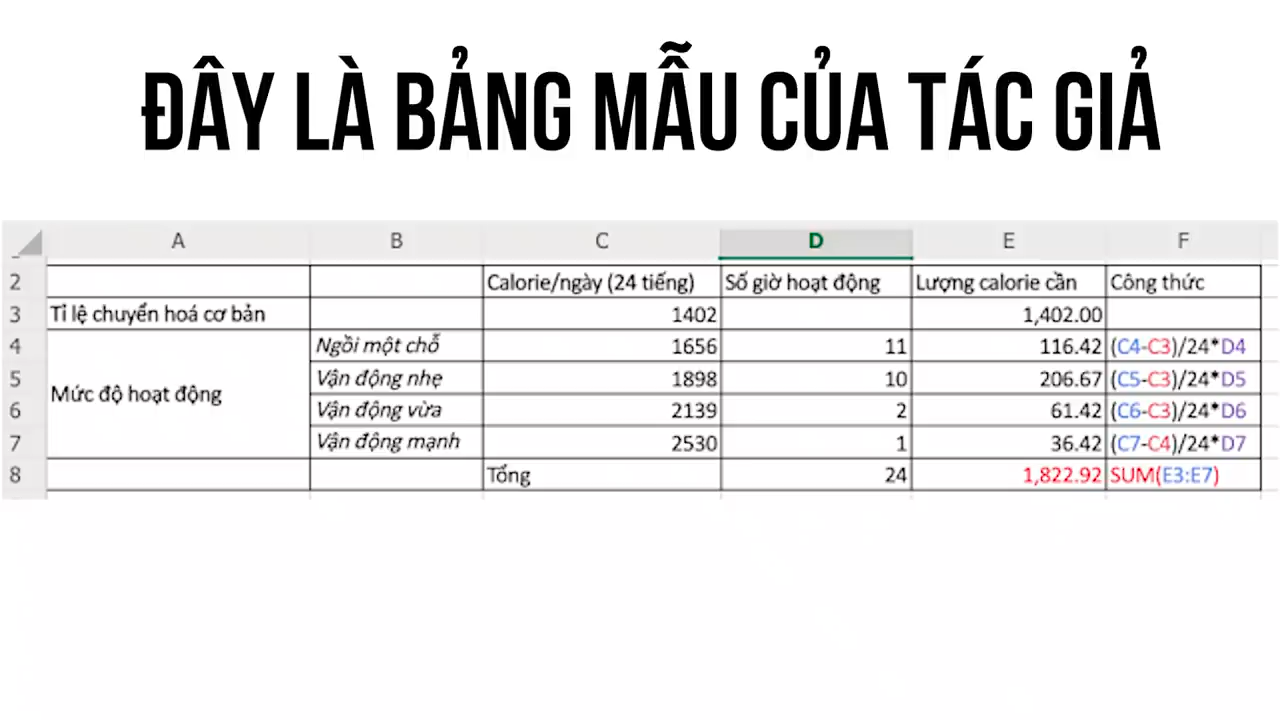 ĐÂY LÀ BẢNG MẪU CỦA TÁC GIẢ
A B C D E F
2 Calorie/ngày (24 tiếng) Số giờ hoạt động Lượng calorie cần Công thức
3 Tỉ lệ chuyển hoá cơ bản 1402 1,402.00
4 Ngồi một chỗ 1656 11 116.42 (C4-C3)/24*D4
5 Vận động nhẹ 1898 10 206.67 (C5-C3)/24*D5
Mức độ hoạt động
6 Vận động vừa 2139 2 61.42 (C6-C3)/24*D6
7 Vận động mạnh 2530 1 36.42 (C7-C4)/24*D7
8 Tổng 24 1,822.92 SUM(E3:E7)